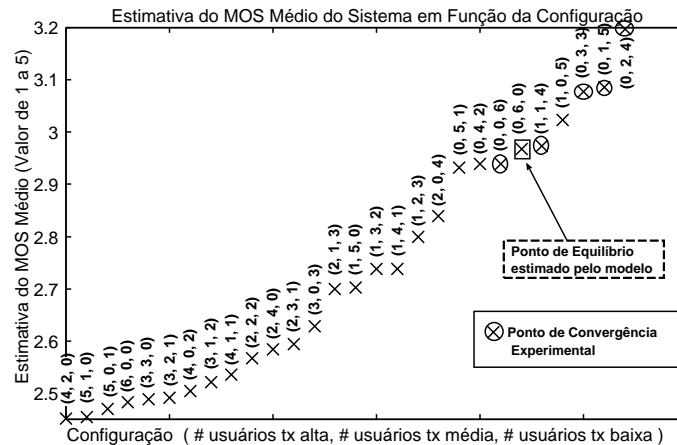 Estimativa do MOS Médio do Sistema em Função da Configuração
Estimativa do MOS Médio (Valor de 1 a 5)
3.2
3.1
3
2.9
2.8
2.7
2.6
2.5
(4, 2, 0)
(5, 1, 0)
(5, 0, 1)
(6, 0, 0)
(3, 3, 0)
(3, 2, 1)
(4, 0, 2)
(3, 1, 2)
(4, 1, 1)
(2, 2, 2)
(2, 4, 0)
(2, 3, 1)
(3, 0, 3)
(2, 1, 3)
(1, 5, 0)
(1, 3, 2)
(1, 4, 1)
(1, 2, 3)
(2, 0, 4)
(0, 5, 1)
(0, 4, 2)
(0, 0, 6)
(0, 6, 0)
(1, 1, 4)
(1, 0, 5)
(0, 3, 3)
(0, 1, 5)
(0, 2, 4)
Ponto de Equilíbrio
estimado pelo modelo
Ponto de Convergência
Experimental
Configuração ( # usuários tx alta, # usuários tx média, # usuários tx baixa )